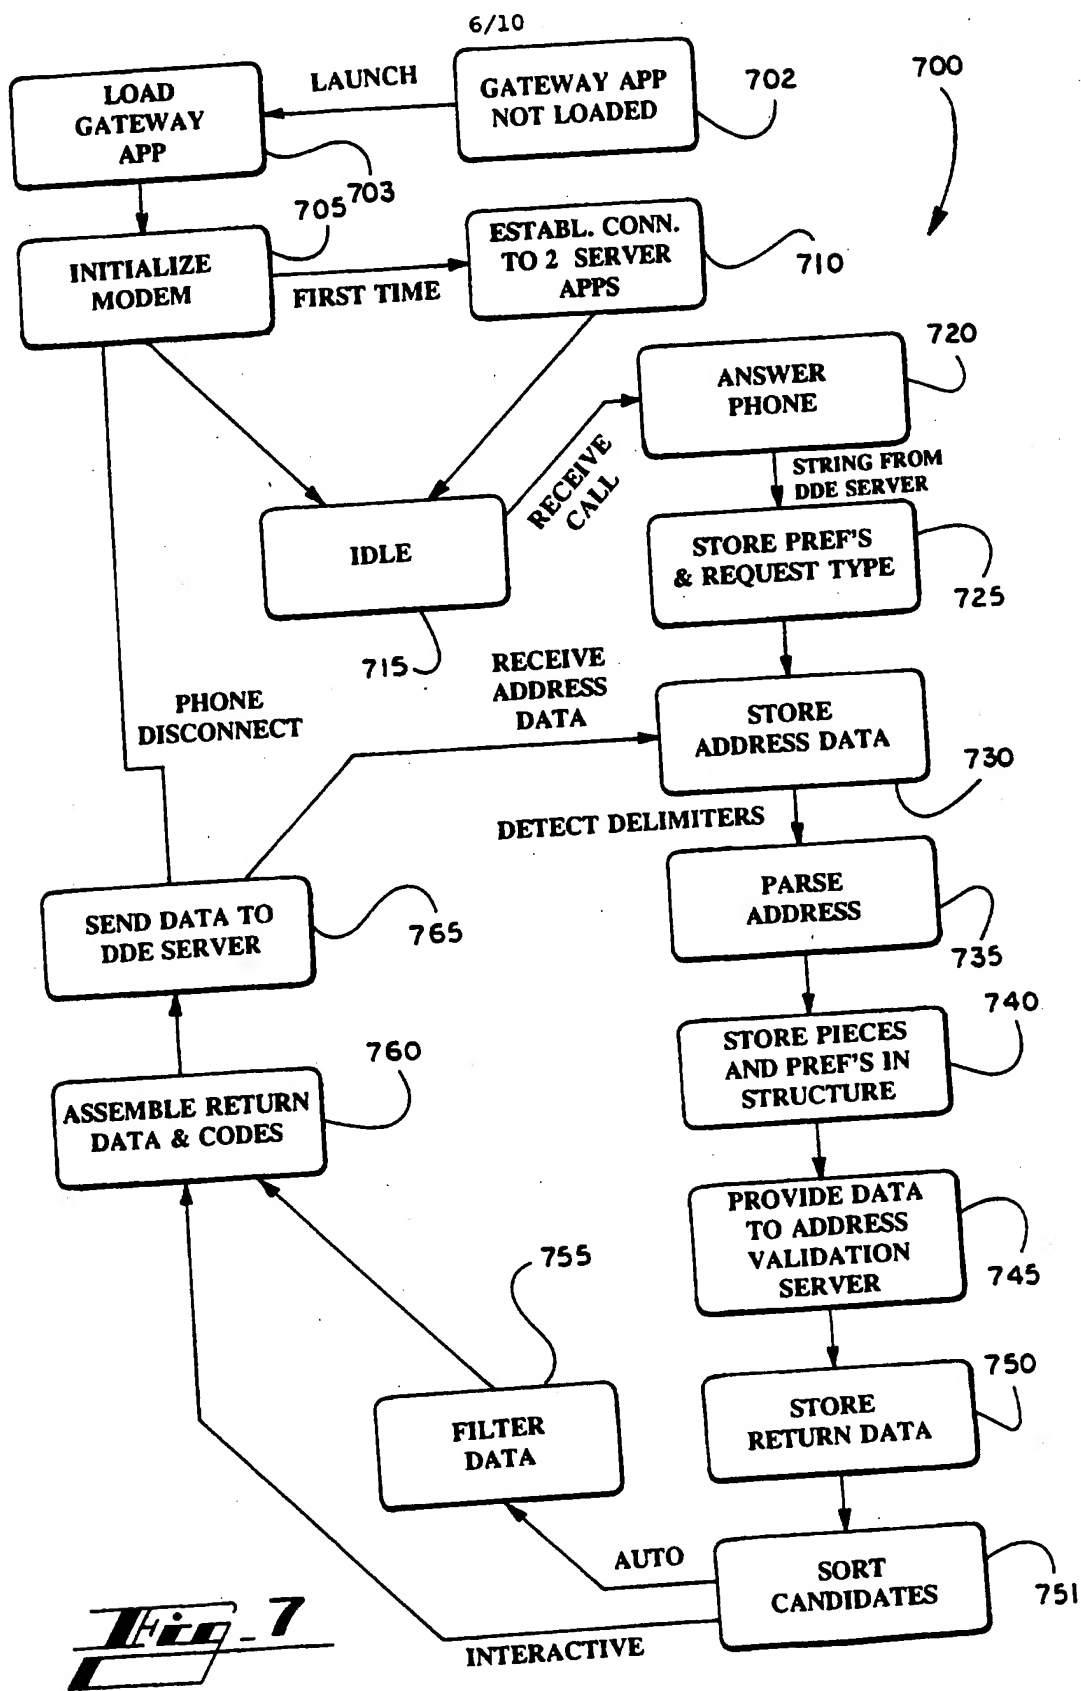 6/10
700
GATEWAY APP
NOT LOADED
702
LAUNCH
LOAD
GATEWAY
APP
703
705
INITIALIZE
MODEM
FIRST TIME
ESTABL. CONN.
TO 2 SERVER
APPS
710
ANSWER
PHONE
720
RECEIVE
CALL
IDLE
715
STRING FROM
DDE SERVER
STORE PREF'S
& REQUEST TYPE
725
PHONE
DISCONNECT
RECEIVE
ADDRESS
DATA
STORE
ADDRESS DATA
730
DETECT DELIMITERS
PARSE
ADDRESS
735
SEND DATA TO
DDE SERVER
765
STORE PIECES
AND PREF'S IN
STRUCTURE
740
ASSEMBLE RETURN
DATA & CODES
760
PROVIDE DATA
TO ADDRESS
VALIDATION
SERVER
745
755
FILTER
DATA
STORE
RETURN DATA
750
AUTO
SORT
CANDIDATES
751
INTERACTIVE
Fig_7